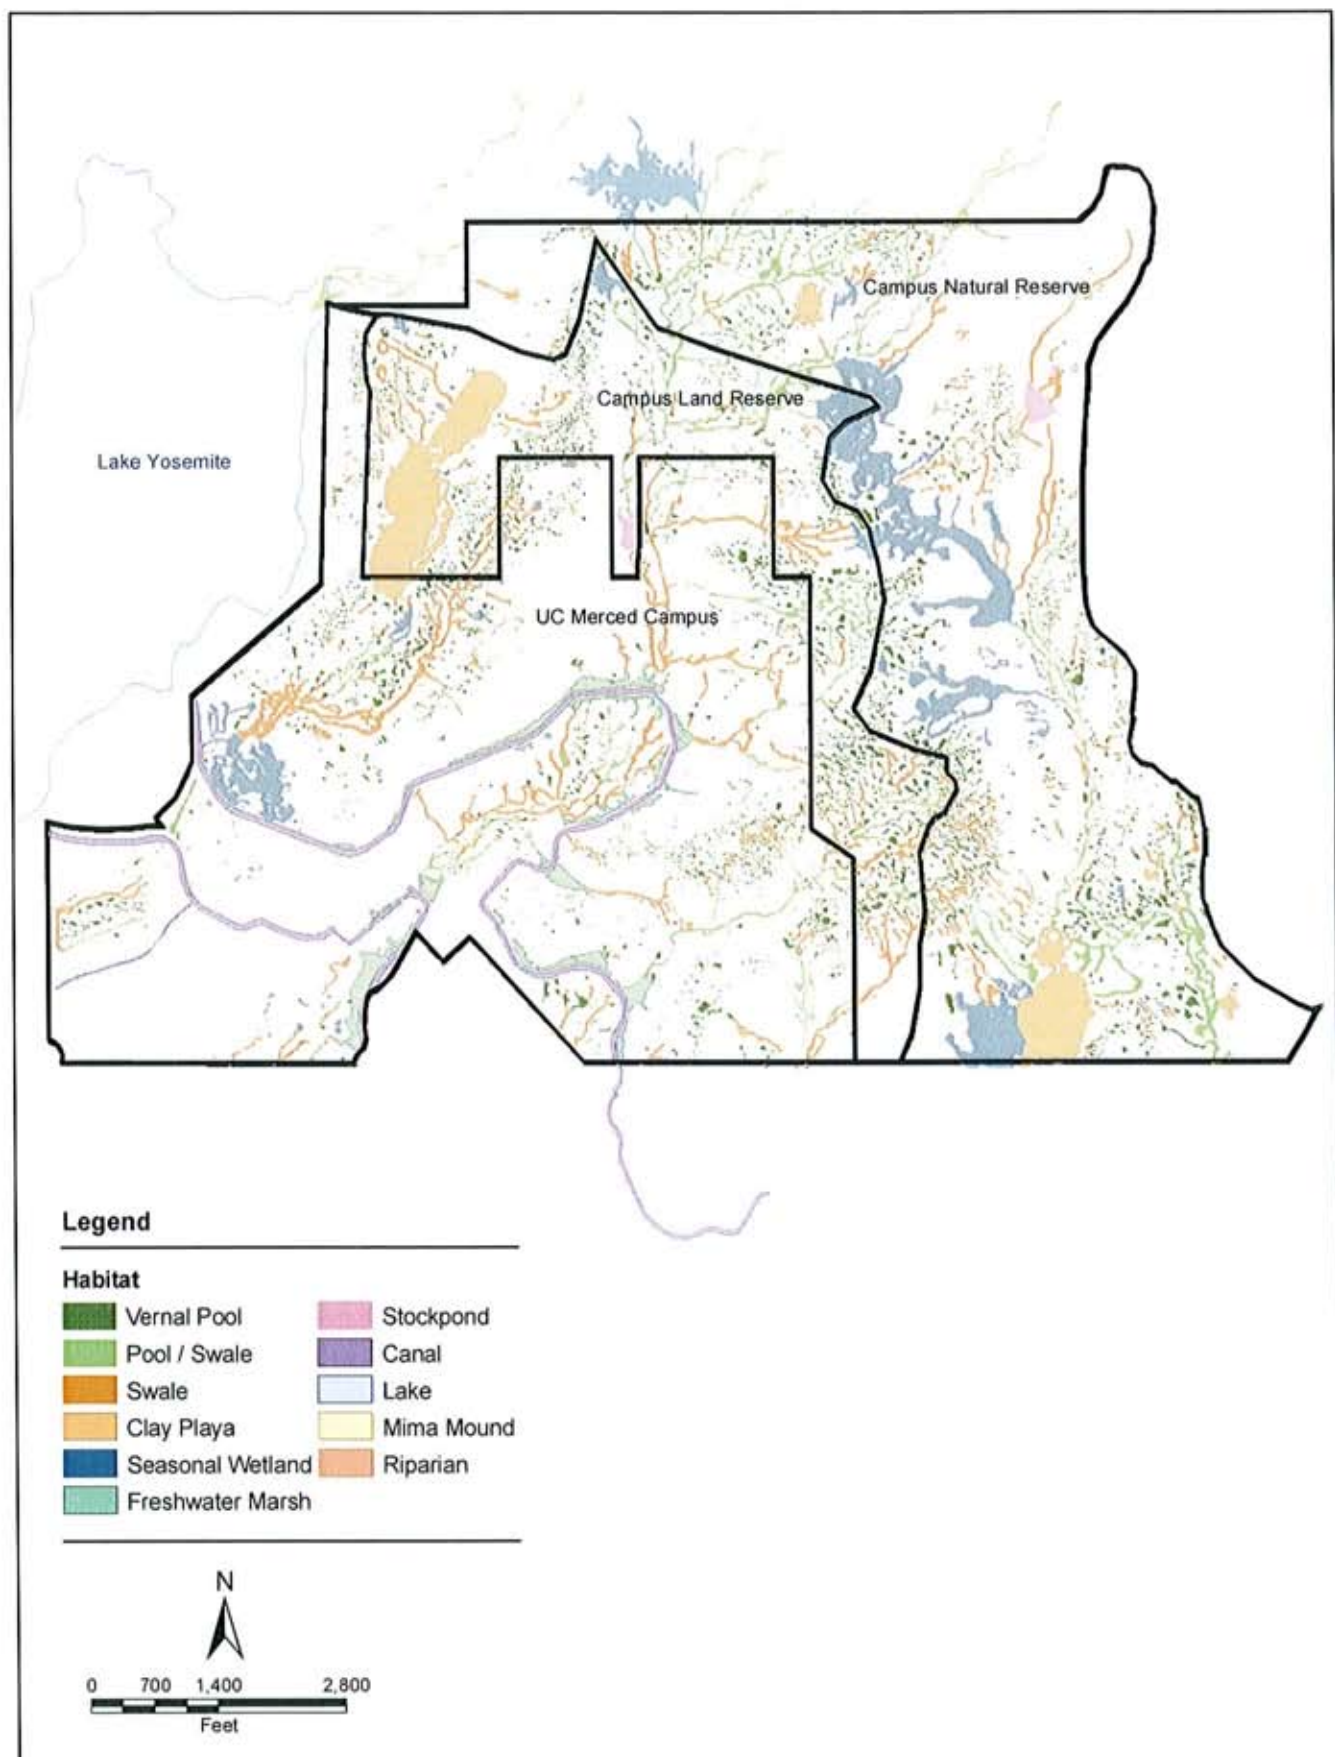 Campus Natural Reserve
Campus Land Reserve
Lake Yosemite
UC Merced Campus
Legend
Habitat
Vernal Pool
Pool / Swale
Swale
Clay Playa
Seasonal Wetland
Freshwater Marsh
Stockpond
Canal
Lake
Mima Mound
Riparian
N
0 700 1,400 2,800
Feet